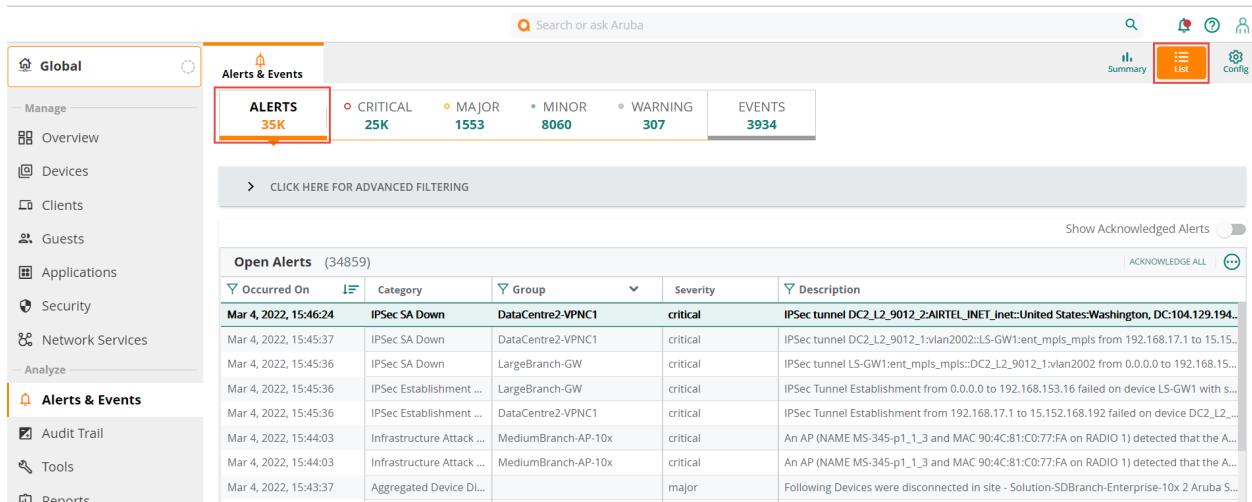 Search or ask Aruba
Global
Alerts & Events
Summary
List
Config
Manage
Overview
Devices
Clients
Guests
Applications
Security
Network Services
Analyze
Alerts & Events
Audit Trail
Tools
Reports
ALERTS CRITICAL MAJOR MINOR WARNING EVENTS
35K 25K 1553 8060 307 3934
CLICK HERE FOR ADVANCED FILTERING
Show Acknowledged Alerts
Open Alerts (34859) ACKNOWLEDGE ALL
Occurred On Category Group Severity Description
Mar 4, 2022, 15:46:24 IPSec SA Down DataCentre2-VPNC1 critical IPSec tunnel DC2_L2_9012_2:AIRTEL_INET_inet::United States:Washington, DC:104.129.194...
Mar 4, 2022, 15:45:37 IPSec SA Down DataCentre2-VPNC1 critical IPSec tunnel DC2_L2_9012_1:vlan2002::LS-GW1:ent_mpls_mpls from 192.168.17.1 to 15.15...
Mar 4, 2022, 15:45:36 IPSec SA Down LargeBranch-GW critical IPSec tunnel LS-GW1:ent_mpls_mpls::DC2_L2_9012_1:vlan2002 from 0.0.0.0 to 192.168.15...
Mar 4, 2022, 15:45:36 IPSec Establishment ... LargeBranch-GW critical IPSec Tunnel Establishment from 0.0.0.0 to 192.168.153.16 failed on device LS-GW1 with s...
Mar 4, 2022, 15:45:36 IPSec Establishment ... DataCentre2-VPNC1 critical IPSec Tunnel Establishment from 192.168.17.1 to 15.152.168.192 failed on device DC2_L2_...
Mar 4, 2022, 15:44:03 Infrastructure Attack ... MediumBranch-AP-10x critical An AP (NAME MS-345-p1_1_3 and MAC 90:4C:81:C0:77:FA on RADIO 1) detected that the A...
Mar 4, 2022, 15:44:03 Infrastructure Attack ... MediumBranch-AP-10x critical An AP (NAME MS-345-p1_1_3 and MAC 90:4C:81:C0:77:FA on RADIO 1) detected that the A...
Mar 4, 2022, 15:43:37 Aggregated Device Di... major Following Devices were disconnected in site - Solution-SDBranch-Enterprise-10x 2 Aruba S...